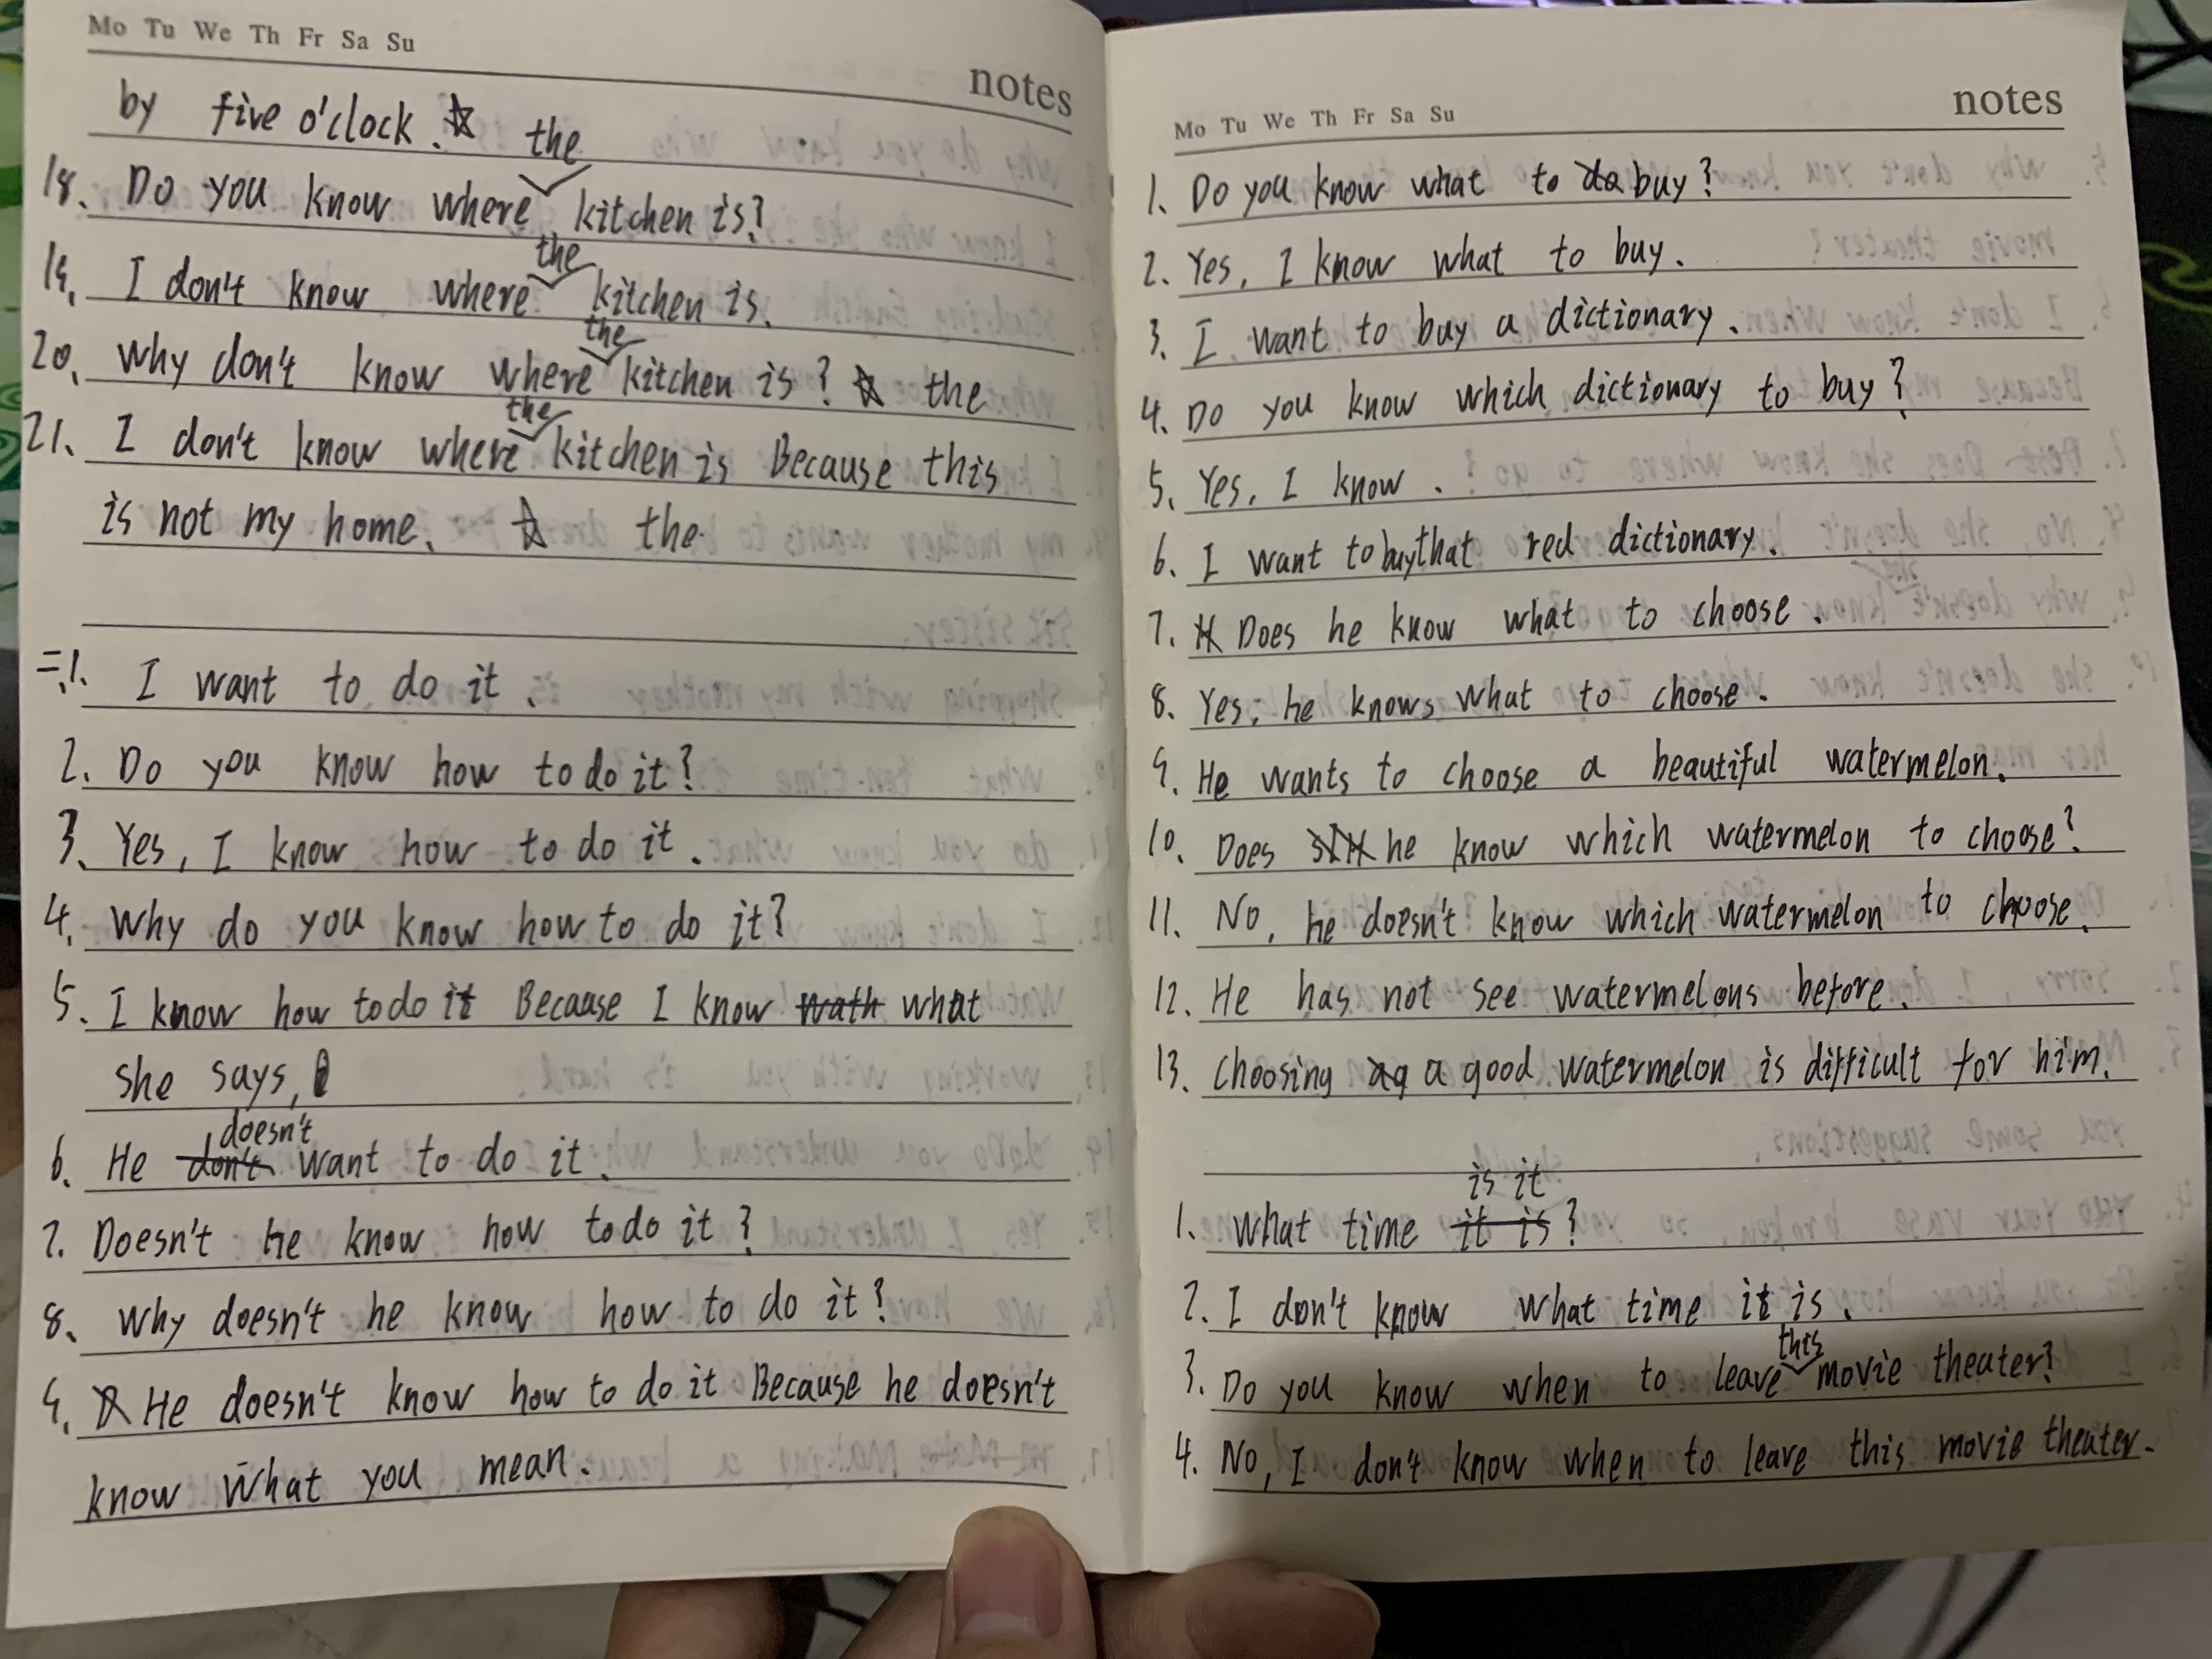 Mo Tu We Th Fr Sa Su
notes
by five o'clock.
18. Do you know where the kitchen is?
19. I don't know where the kitchen is.
20. Why don't know where the kitchen is? the
21. I don't know where the kitchen is Because this
is not my home. the
=.1. I want to do it.
2. Do you know how to do it?
3. Yes, I know how to do it.
4. Why do you know how to do it?
5. I know how to do it Because I know wath what
she says,
6. He don't doesn't want to do it.
7. Doesn't he know how to do it?
8. Why doesn't he know how to do it?
9. He doesn't know how to do it Because he doesn't
know what you mean.
Mo Tu We Th Fr Sa Su
notes
1. Do you know what to do buy?
2. Yes, I know what to buy.
3. I want to buy a dictionary.
4. Do you know which dictionary to buy?
5. Yes, I know.
6. I want to buy that red dictionary.
7. Does he know what to choose.
8. Yes, he knows what to choose.
9. He wants to choose a beautiful watermelon.
10. Does he know which watermelon to choose?
11. No, he doesn't know which watermelon to choose.
12. He has not see watermelons before.
13. Choosing a good watermelon is difficult for him.
1. What time it is is it?
2. I don't know what time it is.
3. Do you know when to leave this movie theater?
4. No, I don't know when to leave this movie theater.